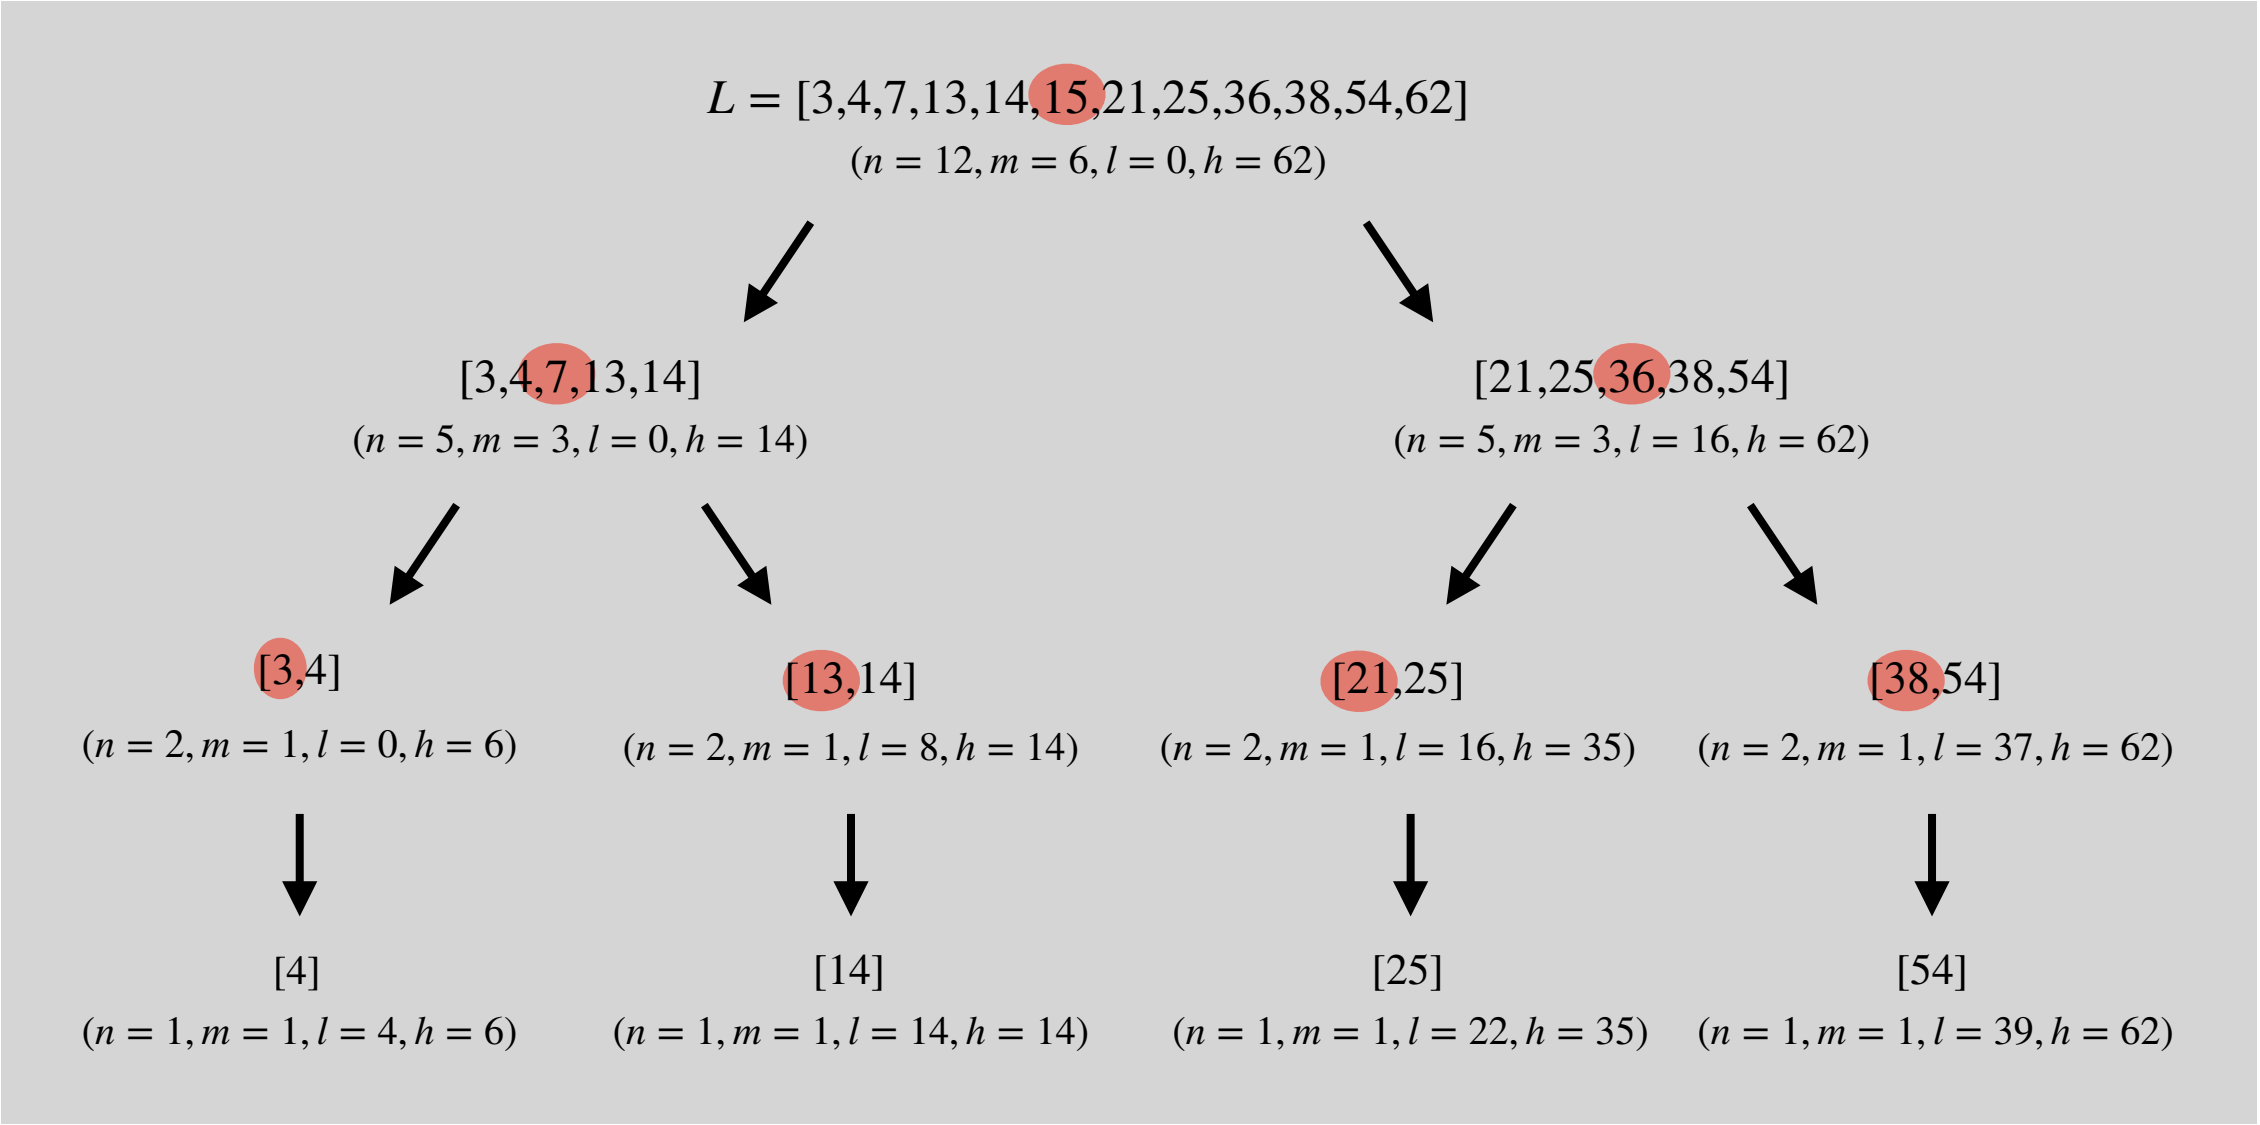 L = [3,4,7,13,14,15,21,25,36,38,54,62]
(n = 12, m = 6, l = 0, h = 62)
[3,4,7,13,14]
[21,25,36,38,54]
(n = 5, m = 3, l = 0, h = 14)
(n = 5, m = 3, l = 16, h = 62)
[3,4]
[13,14]
[21,25]
[38,54]
(n = 2, m = 1, l = 0, h = 6)
(n = 2, m = 1, l = 8, h = 14)
(n = 2, m = 1, l = 16, h = 35)
(n = 2, m = 1, l = 37, h = 62)
[4]
[14]
[25]
[54]
(n = 1, m = 1, l = 4, h = 6)
(n = 1, m = 1, l = 14, h = 14)
(n = 1, m = 1, l = 22, h = 35)
(n = 1, m = 1, l = 39, h = 62)